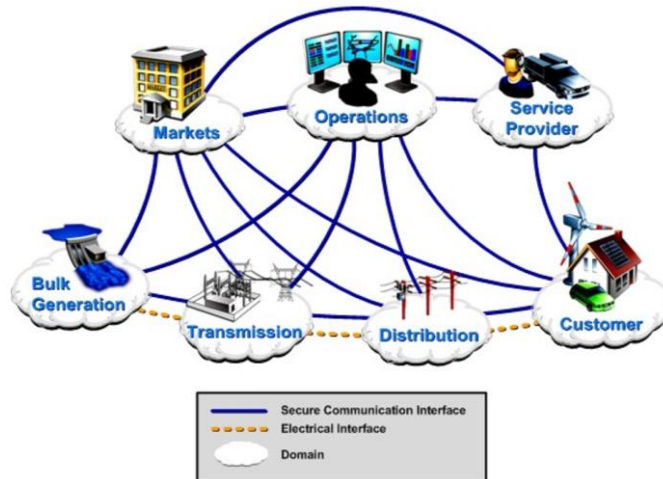 Markets
Operations
Service
Provider
Bulk
Generation
Transmission
Distribution
Customer
Secure Communication Interface
Electrical Interface
Domain